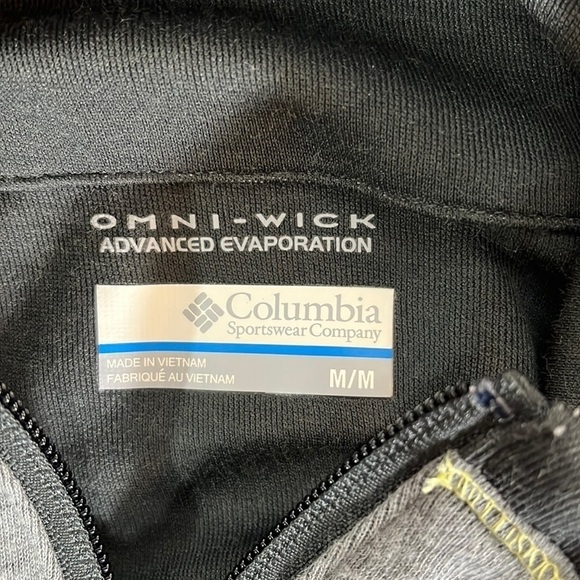 OMNI-WICK
ADVANCED EVAPORATION
Columbia
Sportswear Company
MADE IN VIETNAM
FABRIQUÉ AU VIETNAM
M/M